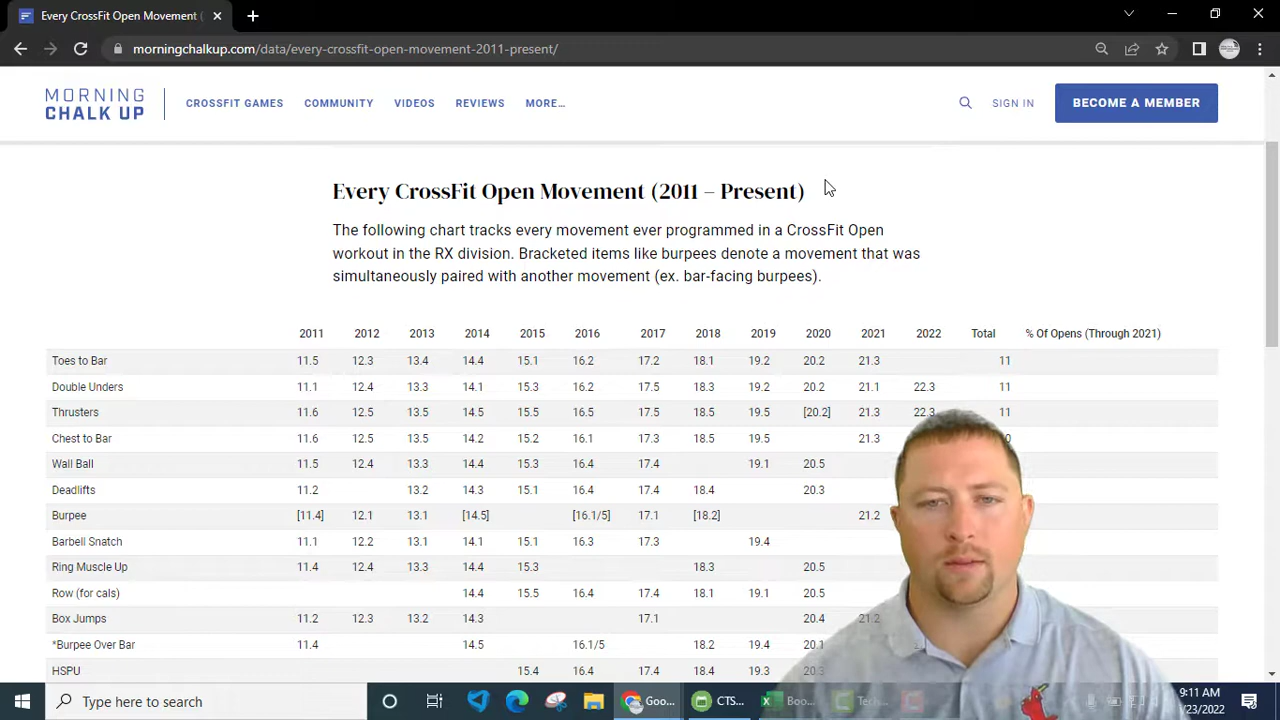 Every CrossFit Open Movement (
morningchalkup.com/data/every-crossfit-open-movement-2011-present/
MORNING
CHALK UP
CROSSFIT GAMES COMMUNITY VIDEOS REVIEWS MORE... SIGN IN BECOME A MEMBER
Every CrossFit Open Movement (2011 – Present)
The following chart tracks every movement ever programmed in a CrossFit Open
workout in the RX division. Bracketed items like burpees denote a movement that was
simultaneously paired with another movement (ex. bar-facing burpees).
2011 2012 2013 2014 2015 2016 2017 2018 2019 2020 2021 2022 Total % Of Opens (Through 2021)
Toes to Bar 11.5 12.3 13.4 14.4 15.1 16.2 17.2 18.1 19.2 20.2 21.3 11
Double Unders 11.1 12.4 13.3 14.1 15.3 16.2 17.5 18.3 19.2 20.2 21.1 22.3 11
Thrusters 11.6 12.5 13.5 14.5 15.5 16.5 17.5 18.5 19.5 [20.2] 21.3 22.3 11
Chest to Bar 11.6 12.5 13.5 14.2 15.2 16.1 17.3 18.5 19.5 21.3
Wall Ball 11.5 12.4 13.3 14.4 15.3 16.4 17.4 19.1 20.5
Deadlifts 11.2 13.2 14.3 15.1 16.4 17.4 18.4 20.3
Burpee [11.4] 12.1 13.1 [14.5] [16.1/5] 17.1 [18.2] 21.2
Barbell Snatch 11.1 12.2 13.1 14.1 15.1 16.3 17.3 19.4
Ring Muscle Up 11.4 12.4 13.3 14.4 15.3 18.3 20.5
Row (for cals) 14.4 15.5 16.4 17.4 18.1 19.1 20.5
Box Jumps 11.2 12.3 13.2 14.3 17.1 20.4 21.2
*Burpee Over Bar 11.4 14.5 16.1/5 18.2 19.4 20.1
HSPU 15.4 16.4 17.4 18.4 19.3 20.3
Type here to search Goo... CTS... Boo... Tech... 9:11 AM
/23/2022